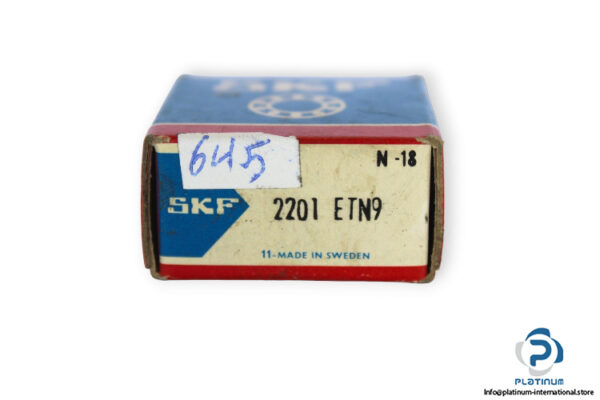 SKF
645
N-18
SKF
2201 ETN9
11-MADE IN SWEDEN
PLATINUM
Info@platinum-international.store